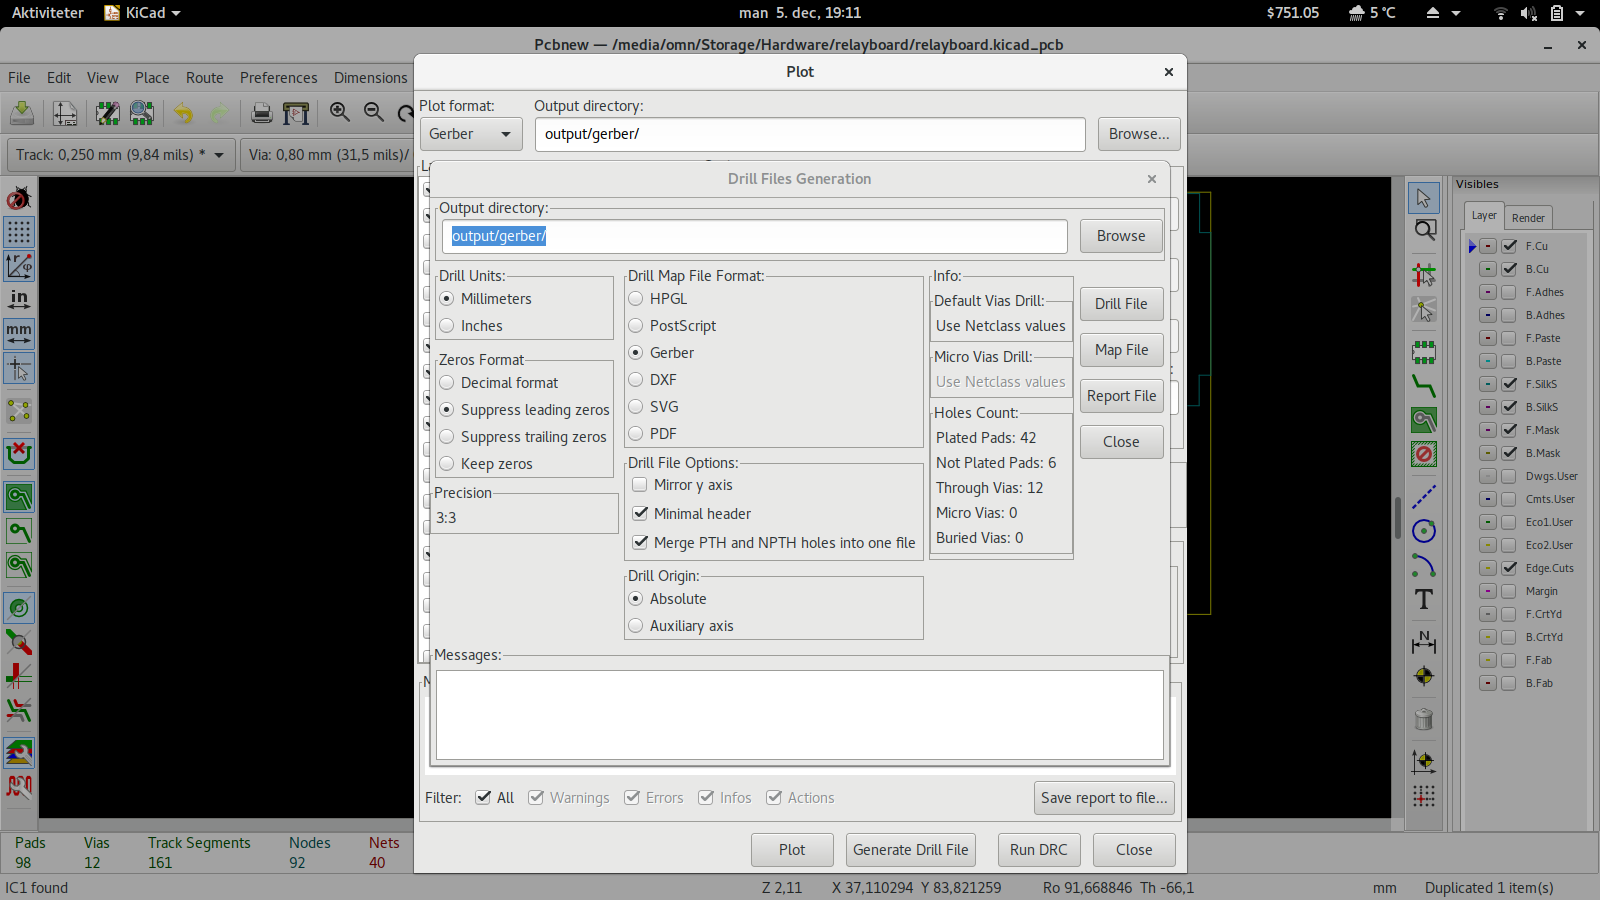 Aktiviteter KiCad man 5. dec, 19:11 $751.05 5 °C
Pcbnew — /media/omn/Storage/Hardware/relayboard/relayboard.kicad_pcb
File Edit View Place Route Preferences Dimensions
Plot
Plot format: Output directory:
Gerber output/gerber/ Browse...
Track: 0,250 mm (9,84 mils) * Via: 0,80 mm (31,5 mils)/
Drill Files Generation
Output directory:
output/gerber/ Browse
Drill Units:
Millimeters
Inches
Zeros Format
Decimal format
Suppress leading zeros
Suppress trailing zeros
Keep zeros
Precision
3:3
Drill Map File Format:
HPGL
PostScript
Gerber
DXF
SVG
PDF
Drill File Options:
Mirror y axis
Minimal header
Merge PTH and NPTH holes into one file
Drill Origin:
Absolute
Auxiliary axis
Info:
Default Vias Drill:
Use Netclass values
Micro Vias Drill:
Use Netclass values
Holes Count:
Plated Pads: 42
Not Plated Pads: 6
Through Vias: 12
Micro Vias: 0
Buried Vias: 0
Drill File
Map File
Report File
Close
Messages:
Filter: All Warnings Errors Infos Actions Save report to file...
Plot Generate Drill File Run DRC Close
in
mm
Visibles
Layer Render
F.Cu
B.Cu
F.Adhes
B.Adhes
F.Paste
B.Paste
F.SilkS
B.SilkS
F.Mask
B.Mask
Dwgs.User
Cmts.User
Eco1.User
Eco2.User
Edge.Cuts
Margin
F.CrtYd
B.CrtYd
F.Fab
B.Fab
Pads Vias Track Segments Nodes Nets
98 12 161 92 40
IC1 found Z 2,11 X 37,110294 Y 83,821259 Ro 91,668846 Th -66,1 mm Duplicated 1 item(s)